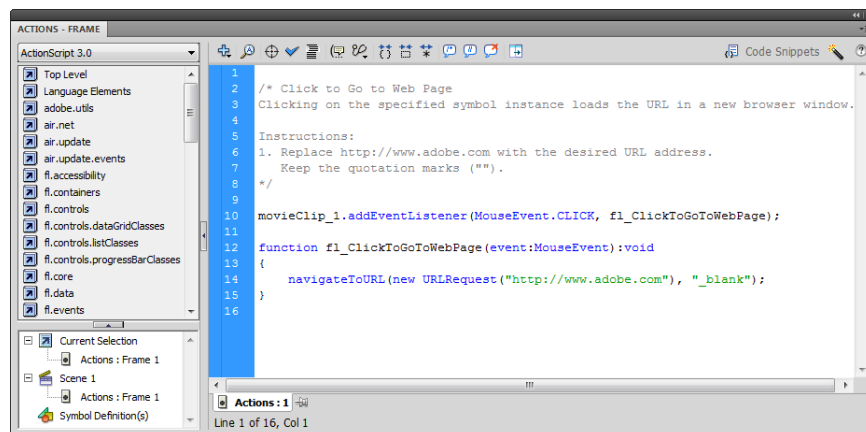 ACTIONS - FRAME
ActionScript 3.0
Code Snippets
Top Level
Language Elements
adobe.utils
air.net
air.update
air.update.events
fl.accessibility
fl.containers
fl.controls
fl.controls.dataGridClasses
fl.controls.listClasses
fl.controls.progressBarClasses
fl.core
fl.data
fl.events
Current Selection
Actions : Frame 1
Scene 1
Actions : Frame 1
Symbol Definition(s)
1
2 /* Click to Go to Web Page
3 Clicking on the specified symbol instance loads the URL in a new browser window.
4
5 Instructions:
6 1. Replace http://www.adobe.com with the desired URL address.
7 Keep the quotation marks ("").
8 */
9
10 movieClip_1.addEventListener(MouseEvent.CLICK, fl_ClickToGoToWebPage);
11
12 function fl_ClickToGoToWebPage(event:MouseEvent):void
13 {
14 navigateToURL(new URLRequest("http://www.adobe.com"), "_blank");
15 }
16
Actions : 1
Line 1 of 16, Col 1